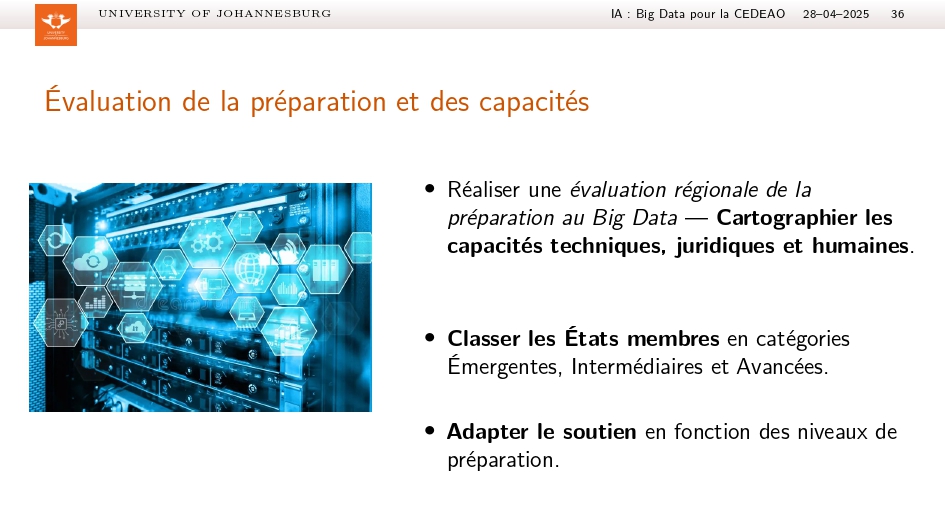 UNIVERSITY OF JOHANNESBURG
IA : Big Data pour la CEDEAO 28–04–2025 36
UNIVERSITY
JOHANNESBURG
Évaluation de la préparation et des capacités
• Réaliser une évaluation régionale de la
préparation au Big Data — Cartographier les
capacités techniques, juridiques et humaines.
• Classer les États membres en catégories
Émergentes, Intermédiaires et Avancées.
• Adapter le soutien en fonction des niveaux de
préparation.